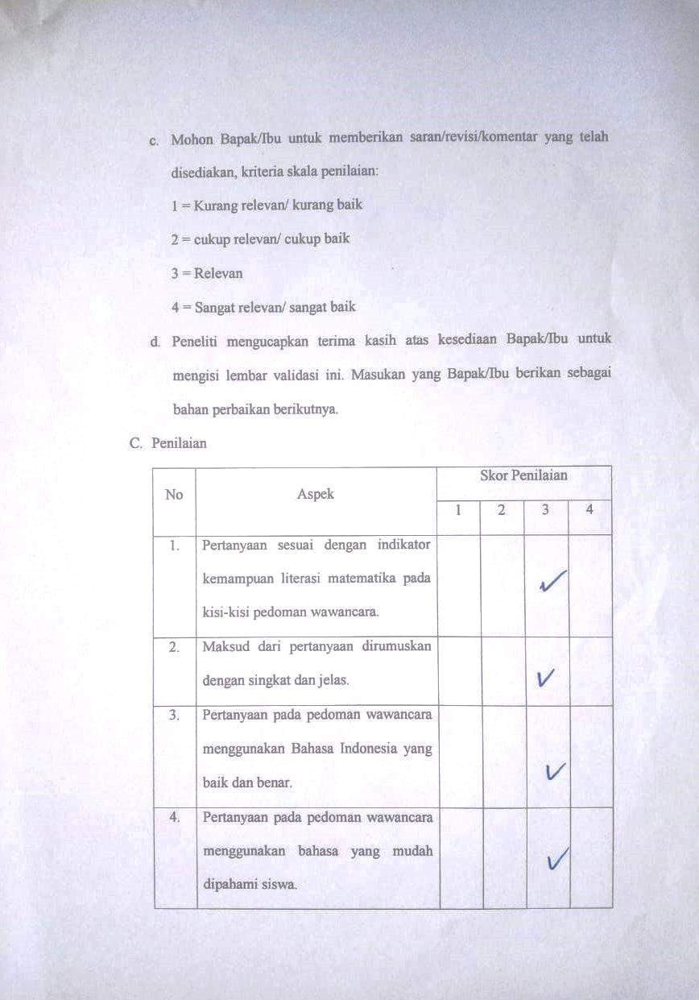 c. Mohon Bapak/Ibu untuk memberikan saran/revisi/komentar yang telah
disediakan, kriteria skala penilaian:
1 = Kurang relevan/ kurang baik
2 = cukup relevan/ cukup baik
3 = Relevan
4 = Sangat relevan/ sangat baik
d. Peneliti mengucapkan terima kasih atas kesediaan Bapak/Ibu untuk
mengisi lembar validasi ini. Masukan yang Bapak/Ibu berikan sebagai
bahan perbaikan berikutnya.
C. Penilaian
No Aspek Skor Penilaian
1 2 3 4
1. Pertanyaan sesuai dengan indikator
kemampuan literasi matematika pada
kisi-kisi pedoman wawancara.
✓
2. Maksud dari pertanyaan dirumuskan
dengan singkat dan jelas.
✓
3. Pertanyaan pada pedoman wawancara
menggunakan Bahasa Indonesia yang
baik dan benar.
✓
4. Pertanyaan pada pedoman wawancara
menggunakan bahasa yang mudah
dipahami siswa.
✓